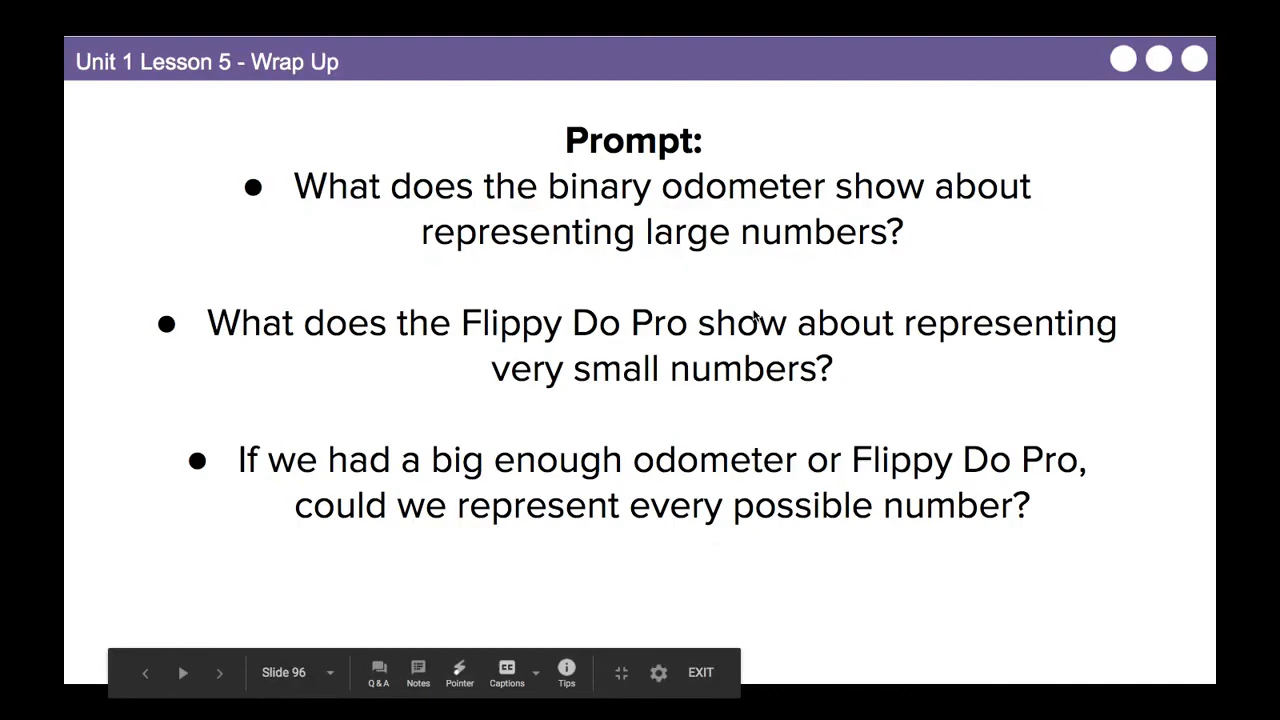 Unit 1 Lesson 5 - Wrap Up
Prompt:
● What does the binary odometer show about
representing large numbers?
● What does the Flippy Do Pro show about representing
very small numbers?
● If we had a big enough odometer or Flippy Do Pro,
could we represent every possible number?
Slide 96
Q & A
Notes
Pointer
CC
Captions
Tips
EXIT